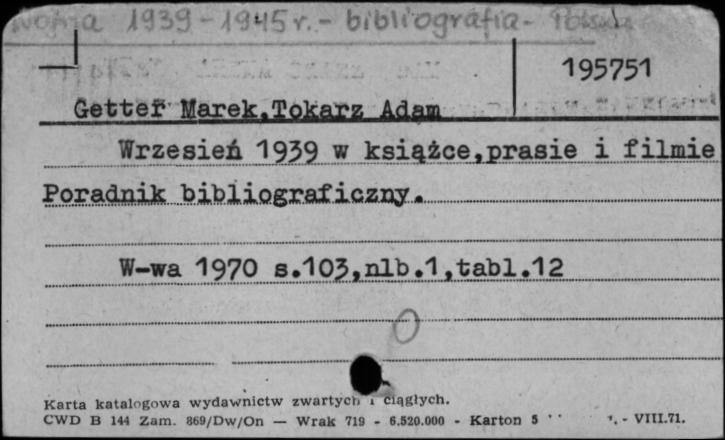 Wojna 1939-1945 r. - bibliografia - Polska
195751
Getter Marek,Tokarz Adam
Wrzesień 1939 w książce,prasie i filmie
Poradnik bibliograficzny.
W-wa 1970 s.103,nlb.1,tabl.12
Karta katalogowa wydawnictw zwartych i ciągłych.
CWD B 144 Zam. 869/Dw/On — Wrak 719 - 6.520.000 - Karton 5 - VIII.71.